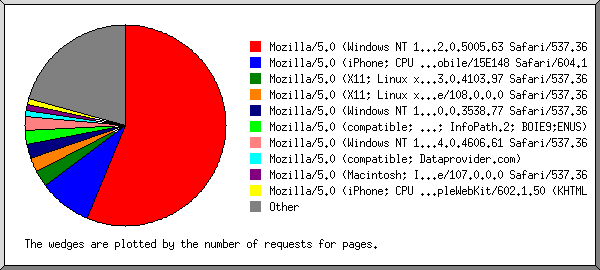 Mozilla/5.0 (Windows NT 1...2.0.5005.63 Safari/537.36
Mozilla/5.0 (iPhone; CPU ...obile/15E148 Safari/604.1
Mozilla/5.0 (X11; Linux x...3.0.4103.97 Safari/537.36
Mozilla/5.0 (X11; Linux x...e/108.0.0.0 Safari/537.36
Mozilla/5.0 (Windows NT 1...0.0.3538.77 Safari/537.36
Mozilla/5.0 (compatible; ...; InfoPath.2; BOIE9;ENUS)
Mozilla/5.0 (Windows NT 1...4.0.4606.61 Safari/537.36
Mozilla/5.0 (compatible; Dataprovider.com)
Mozilla/5.0 (Macintosh; I...e/107.0.0.0 Safari/537.36
Mozilla/5.0 (iPhone; CPU ...pleWebKit/602.1.50 (KHTML
Other
The wedges are plotted by the number of requests for pages.